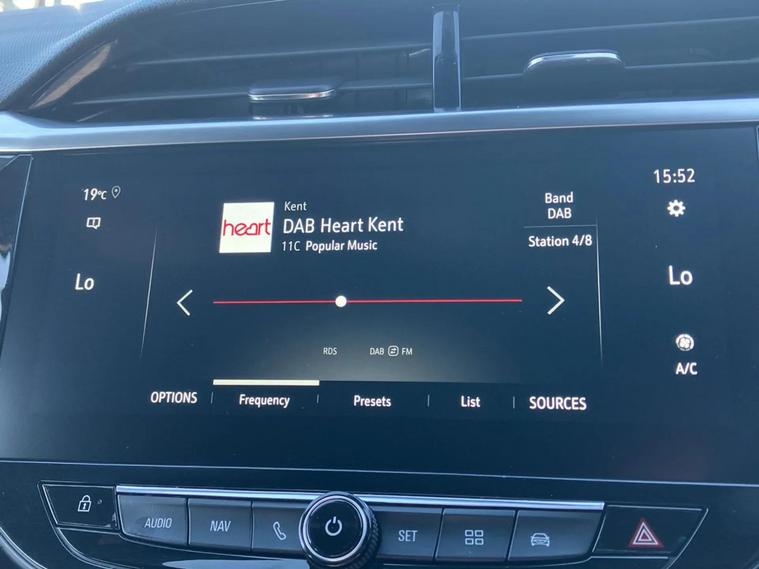 19°C
15:52
Kent
heart
DAB Heart Kent
11C Popular Music
Band
DAB
Station 4/8
Lo
Lo
RDS
DAB FM
A/C
OPTIONS Frequency Presets List SOURCES
AUDIO NAV SET